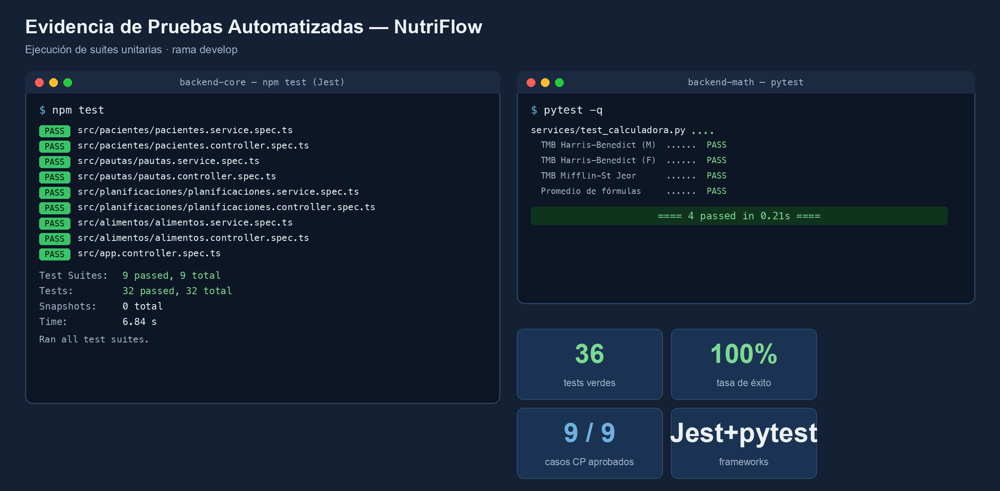 Evidencia de Pruebas Automatizadas — NutriFlow
Ejecución de suites unitarias · rama develop
backend-core — npm test (Jest)
$ npm test
PASS src/pacientes/pacientes.service.spec.ts
PASS src/pacientes/pacientes.controller.spec.ts
PASS src/pautas/pautas.service.spec.ts
PASS src/pautas/pautas.controller.spec.ts
PASS src/planificaciones/planificaciones.service.spec.ts
PASS src/planificaciones/planificaciones.controller.spec.ts
PASS src/alimentos/alimentos.service.spec.ts
PASS src/alimentos/alimentos.controller.spec.ts
PASS src/app.controller.spec.ts
Test Suites: 9 passed, 9 total
Tests: 32 passed, 32 total
Snapshots: 0 total
Time: 6.84 s
Ran all test suites.
backend-math — pytest
$ pytest -q
services/test_calculadora.py ....
TMB Harris-Benedict (M) ...... PASS
TMB Harris-Benedict (F) ...... PASS
TMB Mifflin-St Jeor ...... PASS
Promedio de fórmulas ...... PASS
==== 4 passed in 0.21s ====
36
tests verdes
100%
tasa de éxito
9 / 9
casos CP aprobados
Jest+pytest
frameworks